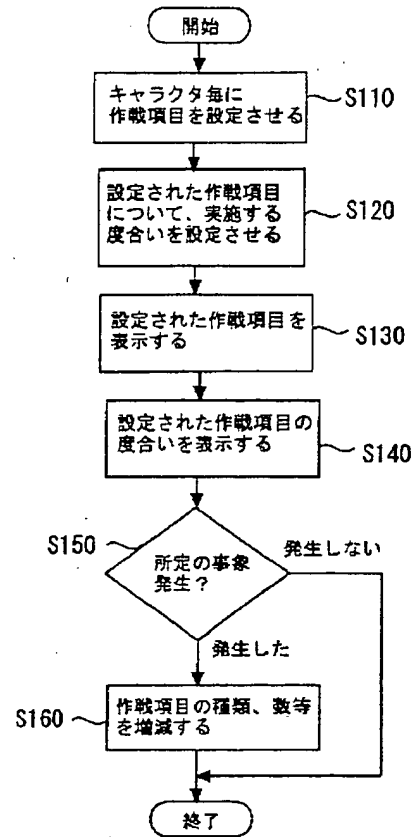 開始
キャラクタ毎に
作戦項目を設定させる
S110
設定された作戦項目
について、実施する
度合いを設定させる
S120
設定された作戦項目を
表示する
S130
設定された作戦項目の
度合いを表示する
S140
S150
所定の事象
発生?
発生しない
発生した
S160
作戦項目の種類、数等
を増減する
終了